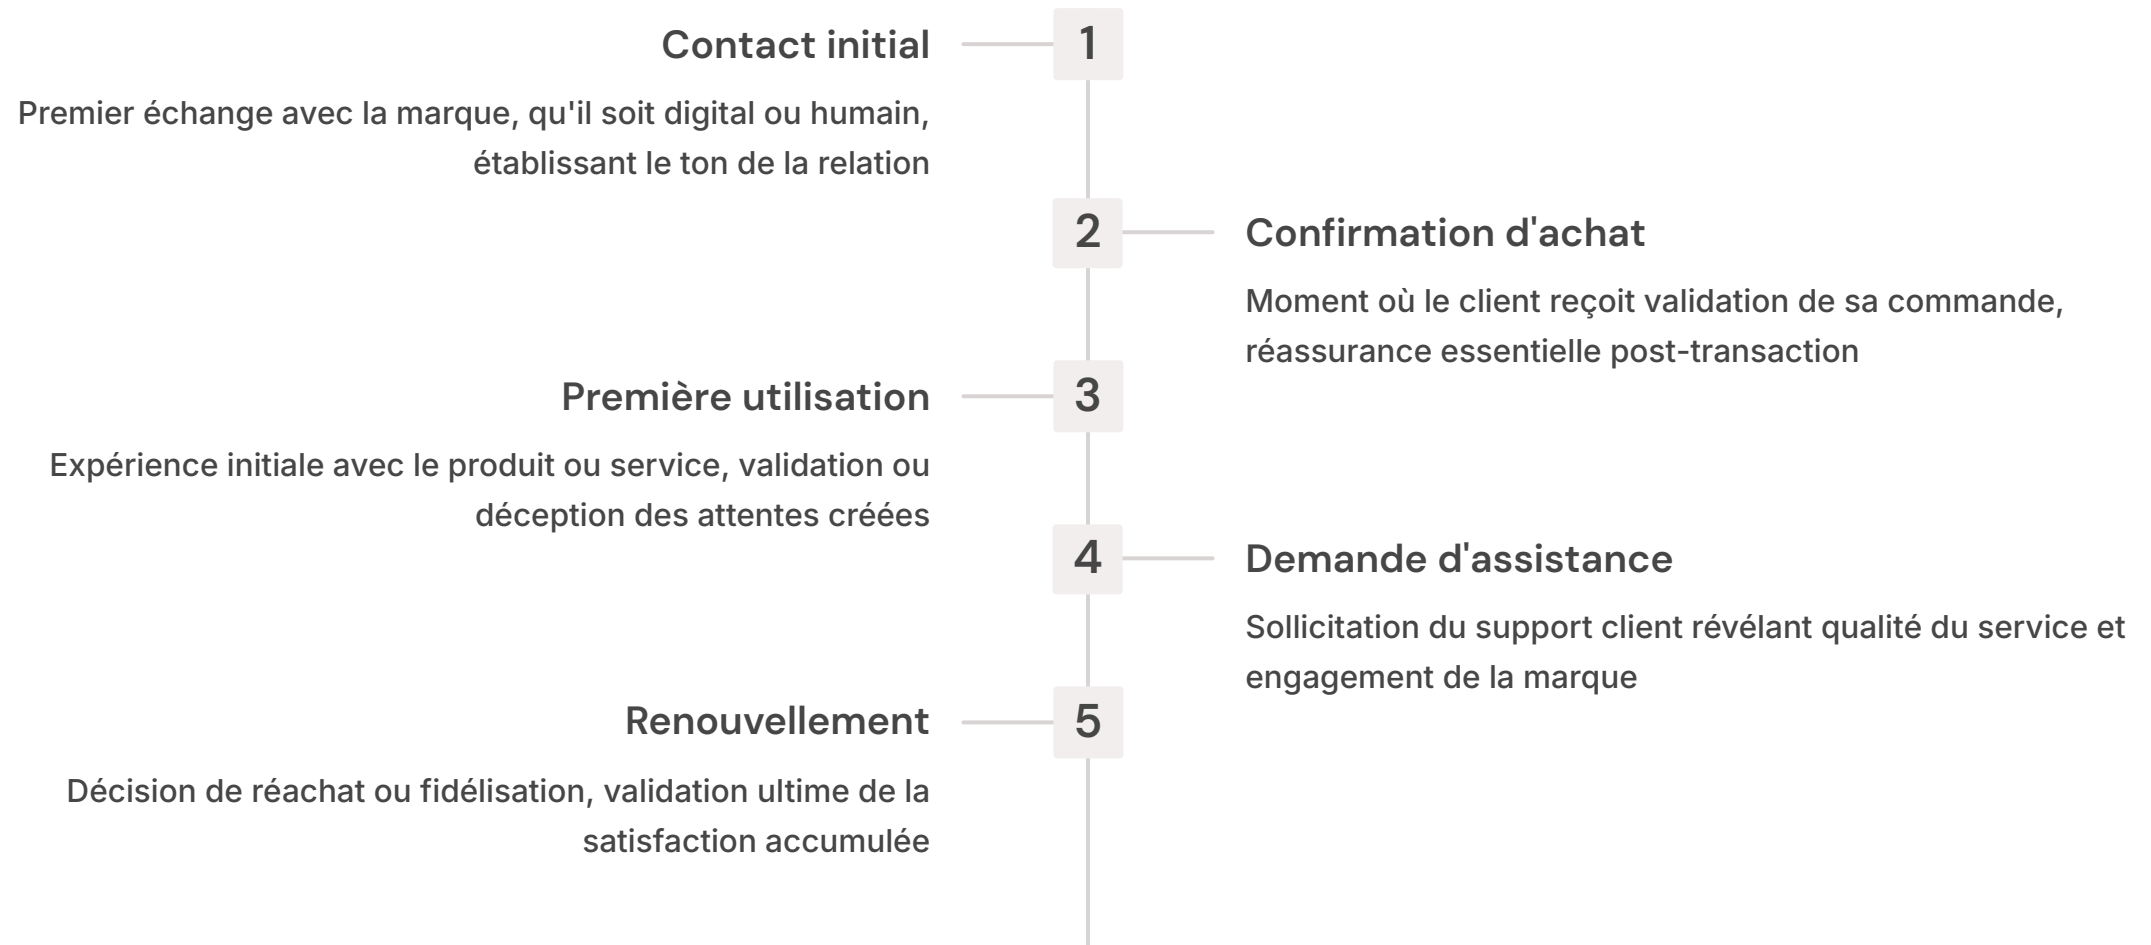 Contact initial
1
Premier échange avec la marque, qu'il soit digital ou humain,
établissant le ton de la relation
2
Confirmation d'achat
Moment où le client reçoit validation de sa commande,
réassurance essentielle post-transaction
Première utilisation
3
Expérience initiale avec le produit ou service, validation ou
déception des attentes créées
4
Demande d'assistance
Sollicitation du support client révélant qualité du service et
engagement de la marque
Renouvellement
5
Décision de réachat ou fidélisation, validation ultime de la
satisfaction accumulée